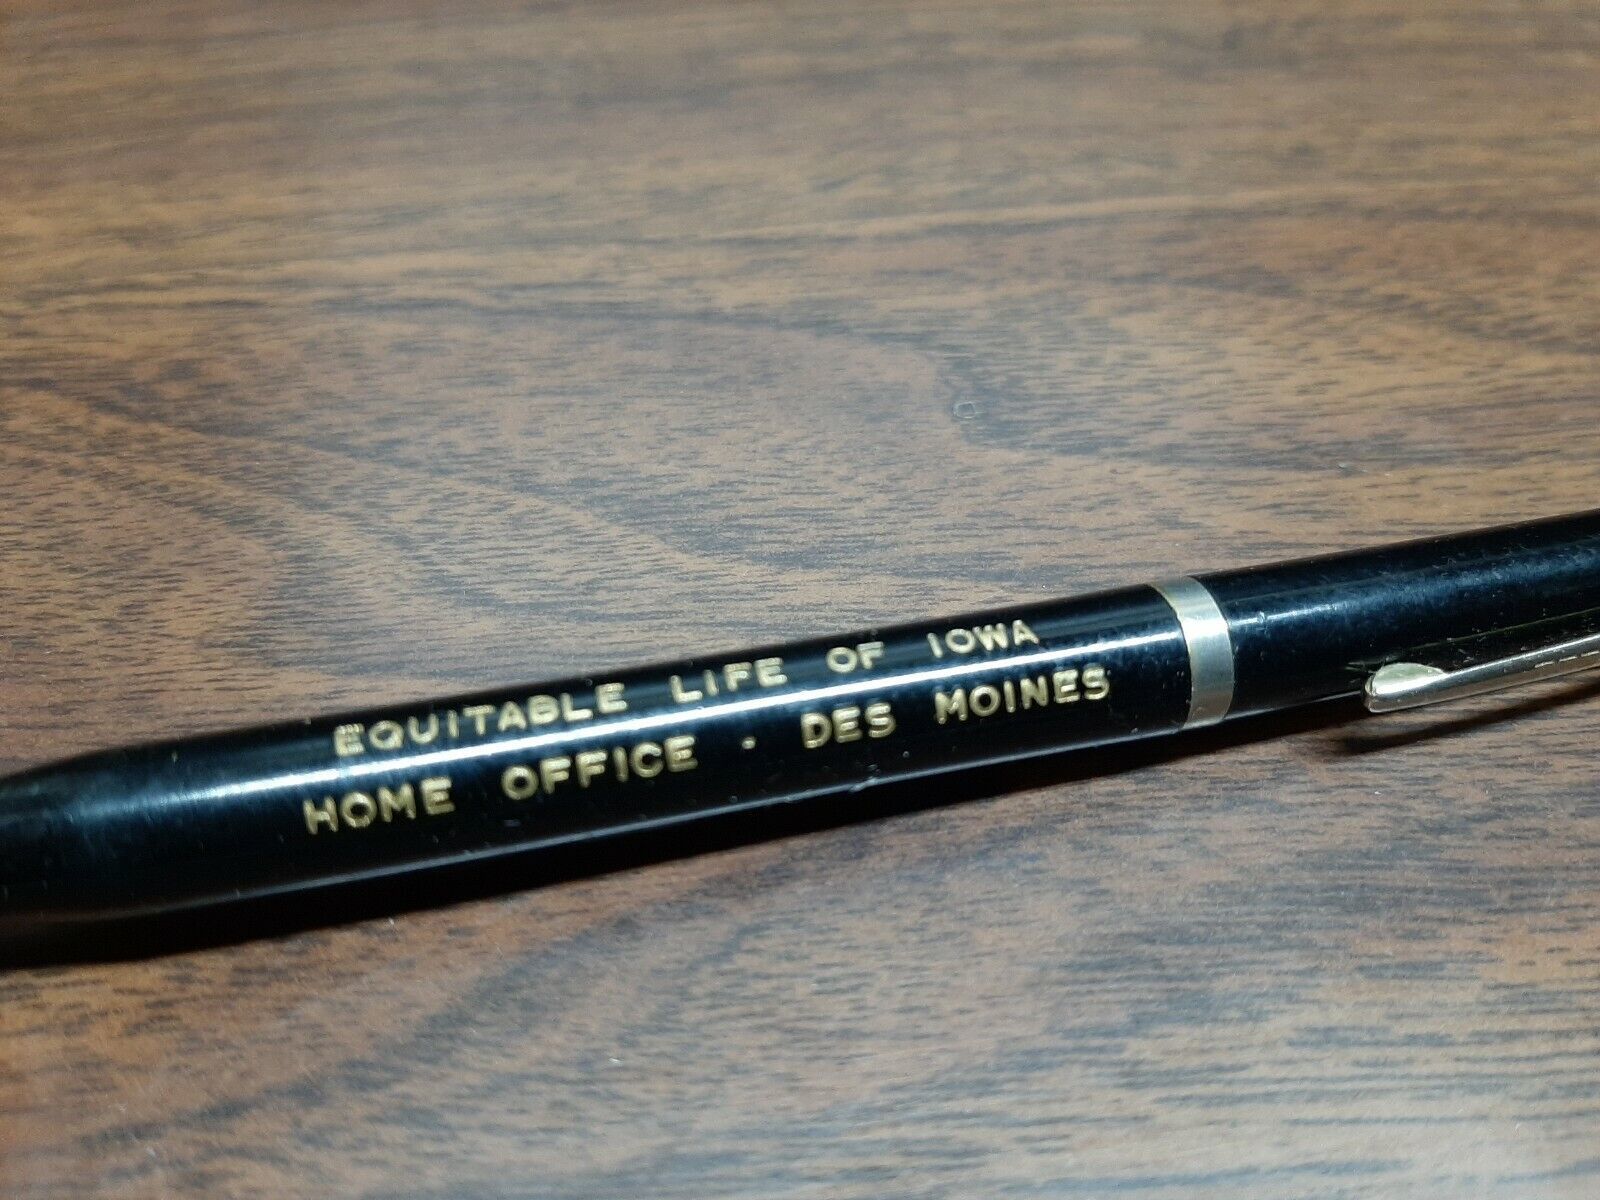 EQUITABLE LIFE OF IOWA
HOME OFFICE · DES MOINES